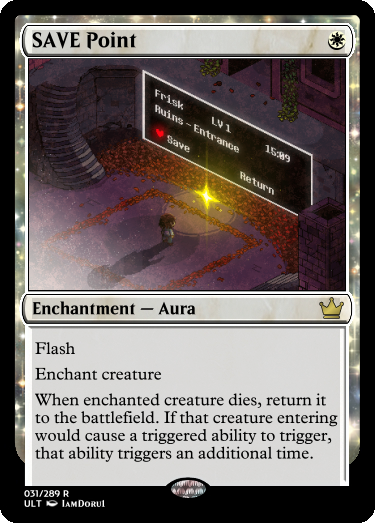 SAVE Point
Frisk LV 1
Ruins - Entrance 15:09
Save Return
Enchantment — Aura
Flash
Enchant creature
When enchanted creature dies, return it
to the battlefield. If that creature entering
would cause a triggered ability to trigger,
that ability triggers an additional time.
031/289 R
ULT IamDoru1